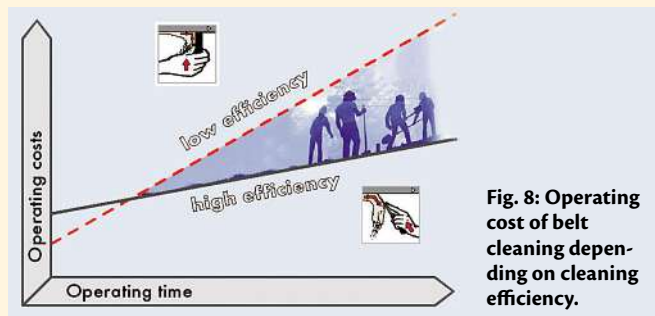 low efficiency
high efficiency
Operating costs
Operating time
Fig. 8: Operating
cost of belt
cleaning depen-
ding on cleaning
efficiency.